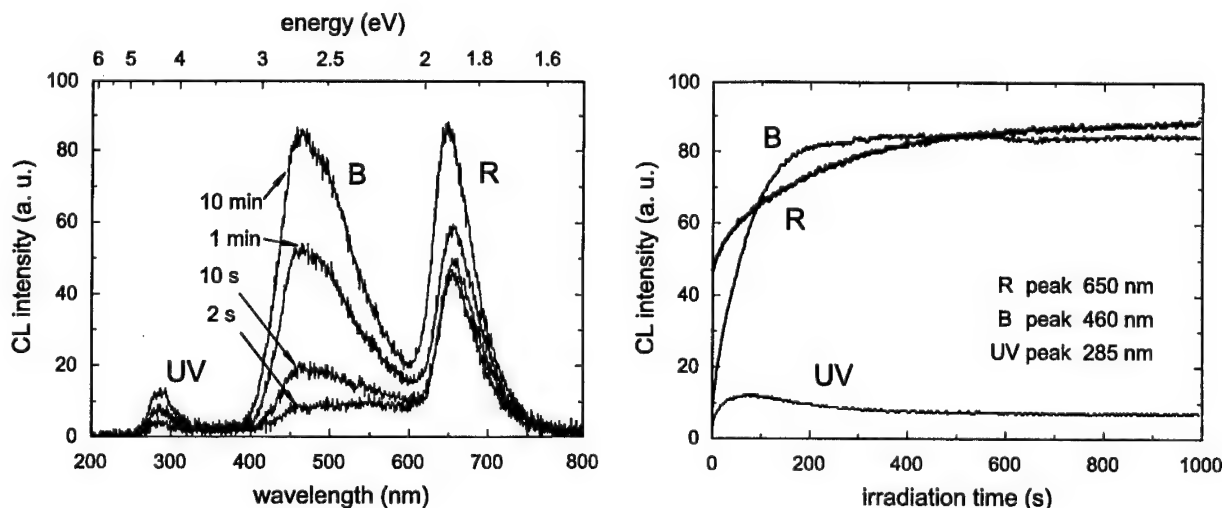 energy (eV)
6 5 4 3 2.5 2 1.8 1.6
100
80
60
40
20
0
CL intensity (a. u.)
B
R
10 min
1 min
10 s
2 s
UV
200 300 400 500 600 700 800
wavelength (nm)
100
80
60
40
20
0
CL intensity (a. u.)
B
R
R peak 650 nm
B peak 460 nm
UV peak 285 nm
UV
0 200 400 600 800 1000
irradiation time (s)